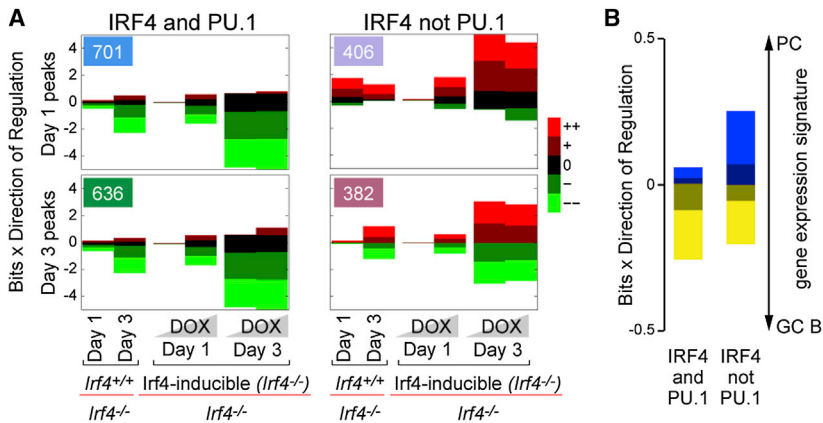 A
IRF4 and PU.1
IRF4 not PU.1
Bits x Direction of Regulation
Day 1 peaks
701
4
2
0
-2
-4
406
++
+
0
−
−−
Day 3 peaks
636
4
2
0
-2
-4
382
Day 1
Day 3
DOX
DOX
Day 1
Day 3
Irf4+/+
Irf4-/-
Irf4-inducible (Irf4-/-)
Irf4-/-
Day 1
Day 3
DOX
DOX
Day 1
Day 3
Irf4+/+
Irf4-/-
Irf4-inducible (Irf4-/-)
Irf4-/-
B
Bits x Direction of Regulation
0.5
0
-0.5
PC
gene expression signature
GC B
IRF4
and
PU.1
IRF4
not
PU.1